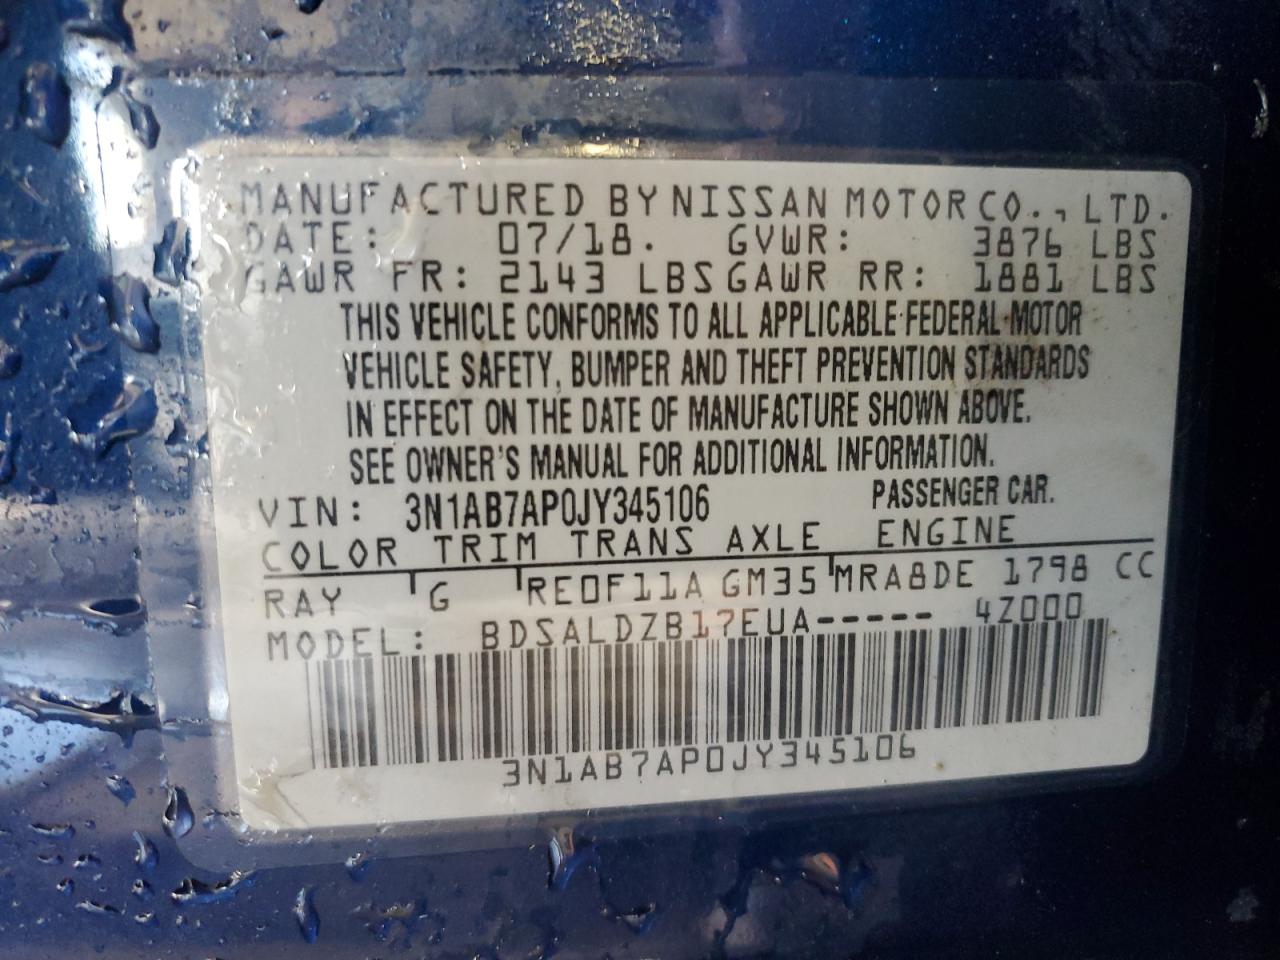 MANUFACTURED BY NISSAN MOTOR CO., LTD.
DATE: 07/18. GVWR: 3876 LBS
GAWR FR: 2143 LBS GAWR RR: 1881 LBS
THIS VEHICLE CONFORMS TO ALL APPLICABLE FEDERAL MOTOR
VEHICLE SAFETY, BUMPER AND THEFT PREVENTION STANDARDS
IN EFFECT ON THE DATE OF MANUFACTURE SHOWN ABOVE.
SEE OWNER'S MANUAL FOR ADDITIONAL INFORMATION.
VIN: 3N1AB7AP0JY345106 PASSENGER CAR.
COLOR TRIM TRANS AXLE ENGINE
RAY G RE0F11A GM35 MRA8DE 1798 CC
MODEL: BDSALDZB17EUA----- 4Z000
3N1AB7AP0JY345106